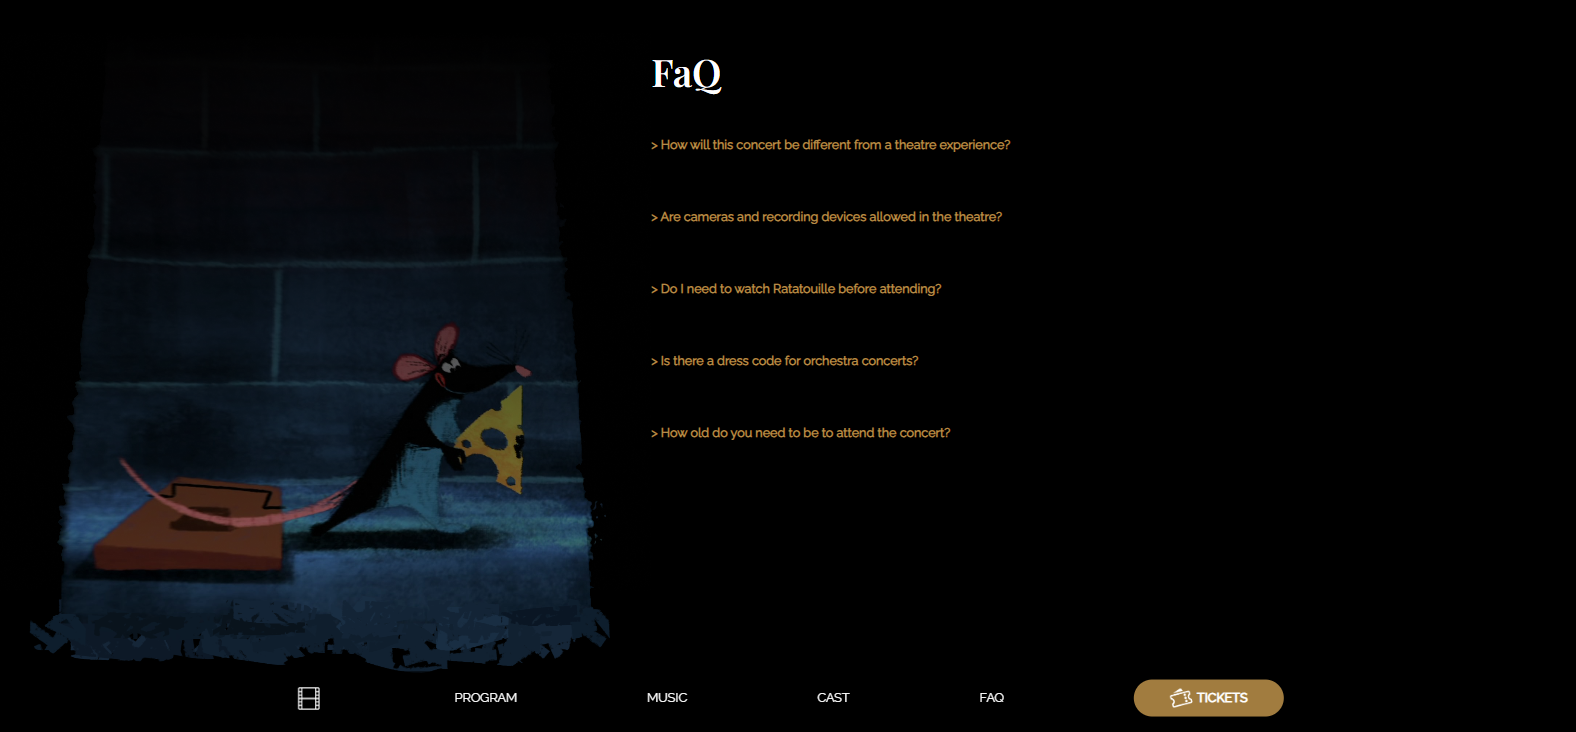 FaQ
> How will this concert be different from a theatre experience?
> Are cameras and recording devices allowed in the theatre?
> Do I need to watch Ratatouille before attending?
> Is there a dress code for orchestra concerts?
> How old do you need to be to attend the concert?
PROGRAM MUSIC CAST FAQ TICKETS